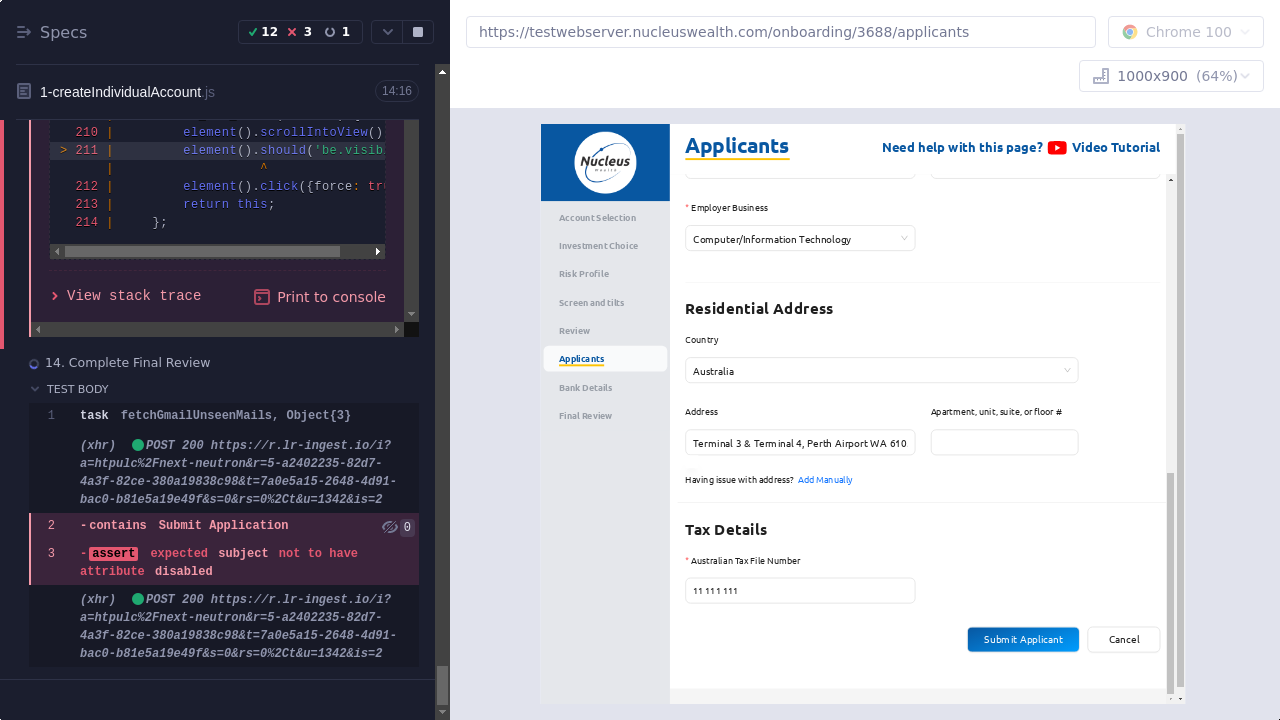 Specs
12 3 1
1-createIndividualAccount.js
14:16
210 | element().scrollIntoView()
> 211 | element().should('be.visib
| ^
212 | element().click({force: tru
213 | return this;
214 | };
View stack trace
Print to console
14. Complete Final Review
TEST BODY
1 task fetchGmailUnseenMails, Object{3}
(xhr) POST 200 https://r.lr-ingest.io/i?
a=htpulc%2Fnext-neutron&r=5-a2402235-82d7-
4a3f-82ce-380a19838c98&t=7a0e5a15-2648-4d91-
bac0-b81e5a19e49f&s=0&rs=0%2Ct&u=1342&is=2
2 -contains Submit Application 0
3 -assert expected subject not to have
attribute disabled
(xhr) POST 200 https://r.lr-ingest.io/i?
a=htpulc%2Fnext-neutron&r=5-a2402235-82d7-
4a3f-82ce-380a19838c98&t=7a0e5a15-2648-4d91-
bac0-b81e5a19e49f&s=0&rs=0%2Ct&u=1342&is=2
https://testwebserver.nucleuswealth.com/onboarding/3688/applicants
Chrome 100
1000x900 (64%)
Nucleus
Wealth
Account Selection
Investment Choice
Risk Profile
Screen and tilts
Review
Applicants
Bank Details
Final Review
Applicants
Need help with this page? Video Tutorial
* Employer Business
Computer/Information Technology
Residential Address
Country
Australia
Address
Apartment, unit, suite, or floor #
Terminal 3 & Terminal 4, Perth Airport WA 610
Having issue with address? Add Manually
Tax Details
* Australian Tax File Number
11 111 111
Submit Applicant
Cancel